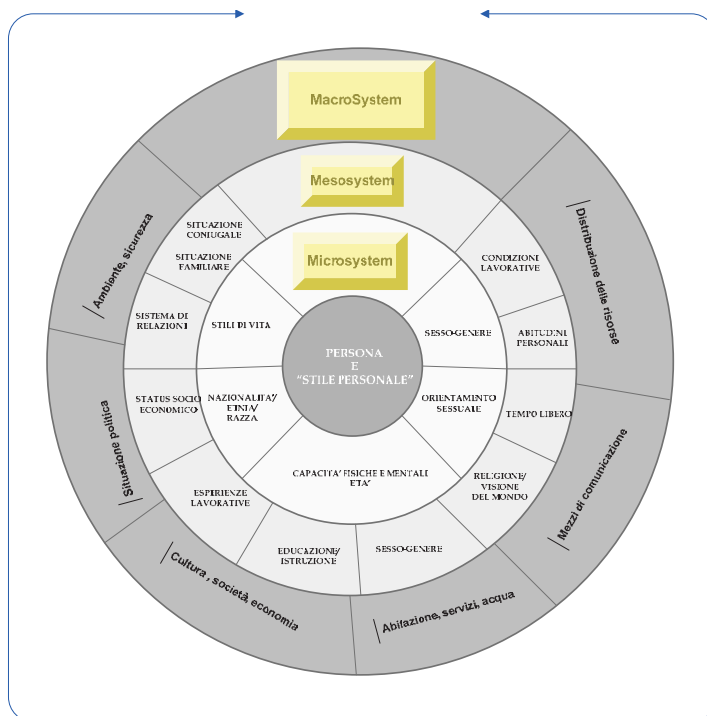 MacroSystem
Mesosystem
Microsystem
PERSONA
E
“STILE PERSONALE”
STILI DI VITA
SESSO-GENERE
NAZIONALITA’/
ETNIA/
RAZZA
ORIENTAMENTO
SESSUALE
CAPACITA’ FISICHE E MENTALI
ETA’
SITUAZIONE
CONIUGALE
SITUAZIONE
FAMILIARE
CONDIZIONI
LAVORATIVE
SISTEMA DI
RELAZIONI
ABITUDINI
PERSONALI
STATUS SOCIO
ECONOMICO
TEMPO LIBERO
ESPERIENZE
LAVORATIVE
RELIGIONE/
VISIONE
DEL MONDO
EDUCAZIONE/
ISTRUZIONE
SESSO-GENERE
Ambiente, sicurezza
Distribuzione delle risorse
Situazione politica
Mezzi di comunicazione
Cultura , società, economia
Abitazione, servizi, acqua